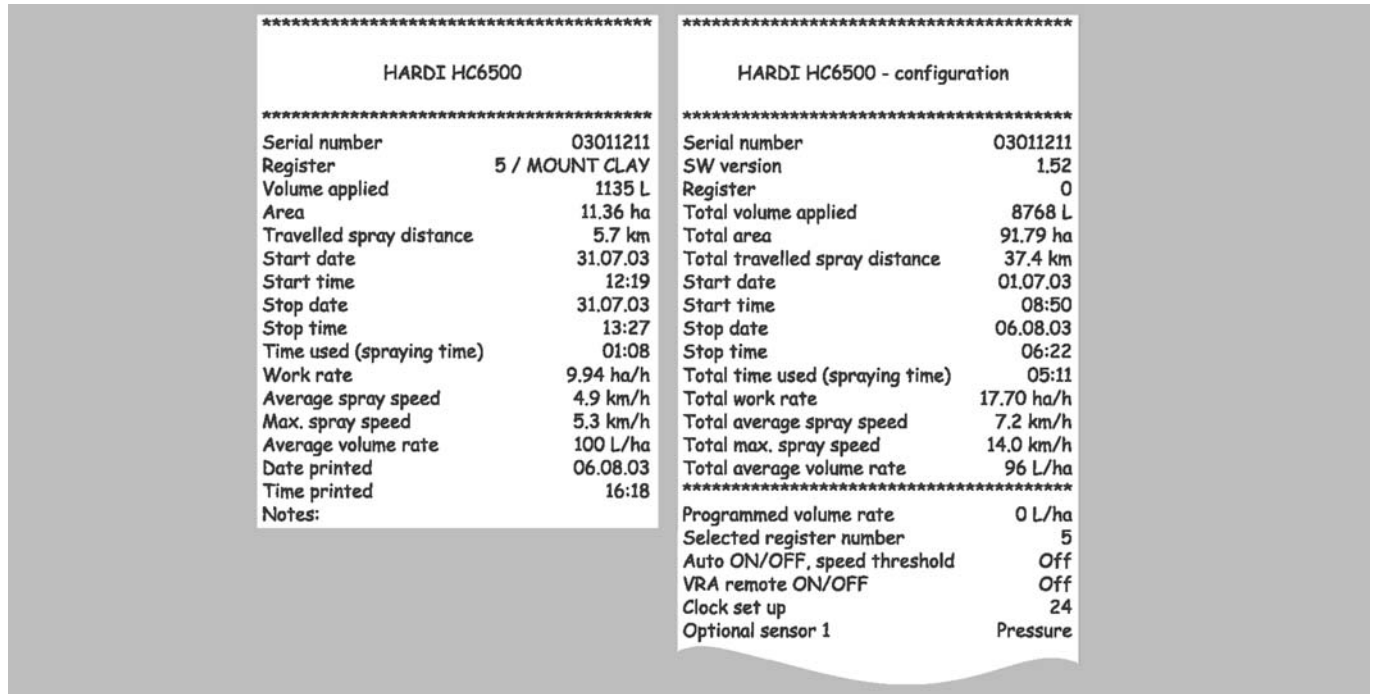 ****************************************
HARDI HC6500
****************************************
Serial number 03011211
Register 5 / MOUNT CLAY
Volume applied 1135 L
Area 11.36 ha
Travelled spray distance 5.7 km
Start date 31.07.03
Start time 12:19
Stop date 31.07.03
Stop time 13:27
Time used (spraying time) 01:08
Work rate 9.94 ha/h
Average spray speed 4.9 km/h
Max. spray speed 5.3 km/h
Average volume rate 100 L/ha
Date printed 06.08.03
Time printed 16:18
Notes:
****************************************
HARDI HC6500 - configuration
****************************************
Serial number 03011211
SW version 1.52
Register 0
Total volume applied 8768 L
Total area 91.79 ha
Total travelled spray distance 37.4 km
Start date 01.07.03
Start time 08:50
Stop date 06.08.03
Stop time 06:22
Total time used (spraying time) 05:11
Total work rate 17.70 ha/h
Total average spray speed 7.2 km/h
Total max. spray speed 14.0 km/h
Total average volume rate 96 L/ha
****************************************
Programmed volume rate 0 L/ha
Selected register number 5
Auto ON/OFF, speed threshold Off
VRA remote ON/OFF Off
Clock set up 24
Optional sensor 1 Pressure